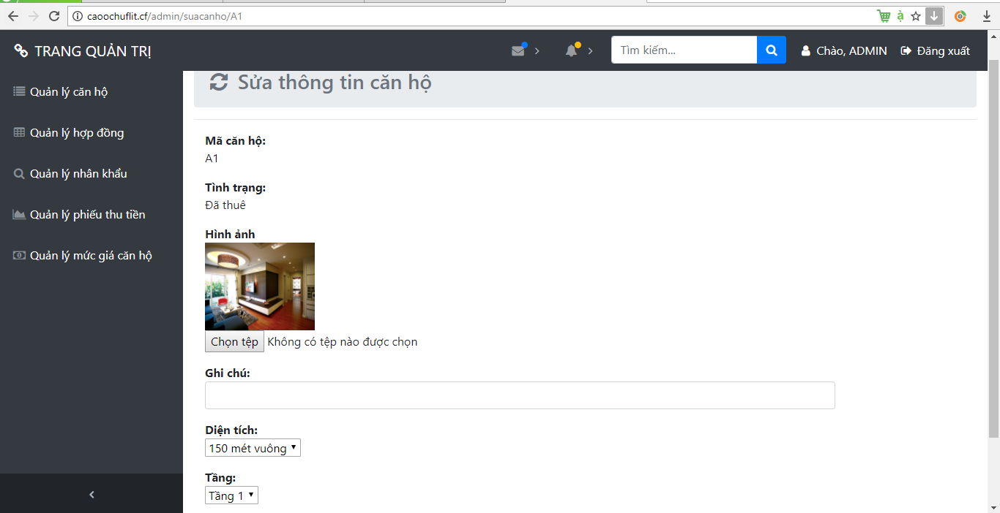 caoochuflit.cf/admin/suacanho/A1
TRANG QUẢN TRỊ
Tìm kiếm...
Chào, ADMIN
Đăng xuất
Quản lý căn hộ
Quản lý hợp đồng
Quản lý nhân khẩu
Quản lý phiếu thu tiền
Quản lý mức giá căn hộ
Sửa thông tin căn hộ
Mã căn hộ:
A1
Tình trạng:
Đã thuê
Hình ảnh
Chọn tệp Không có tệp nào được chọn
Ghi chú:
Diện tích:
150 mét vuông
Tầng:
Tầng 1